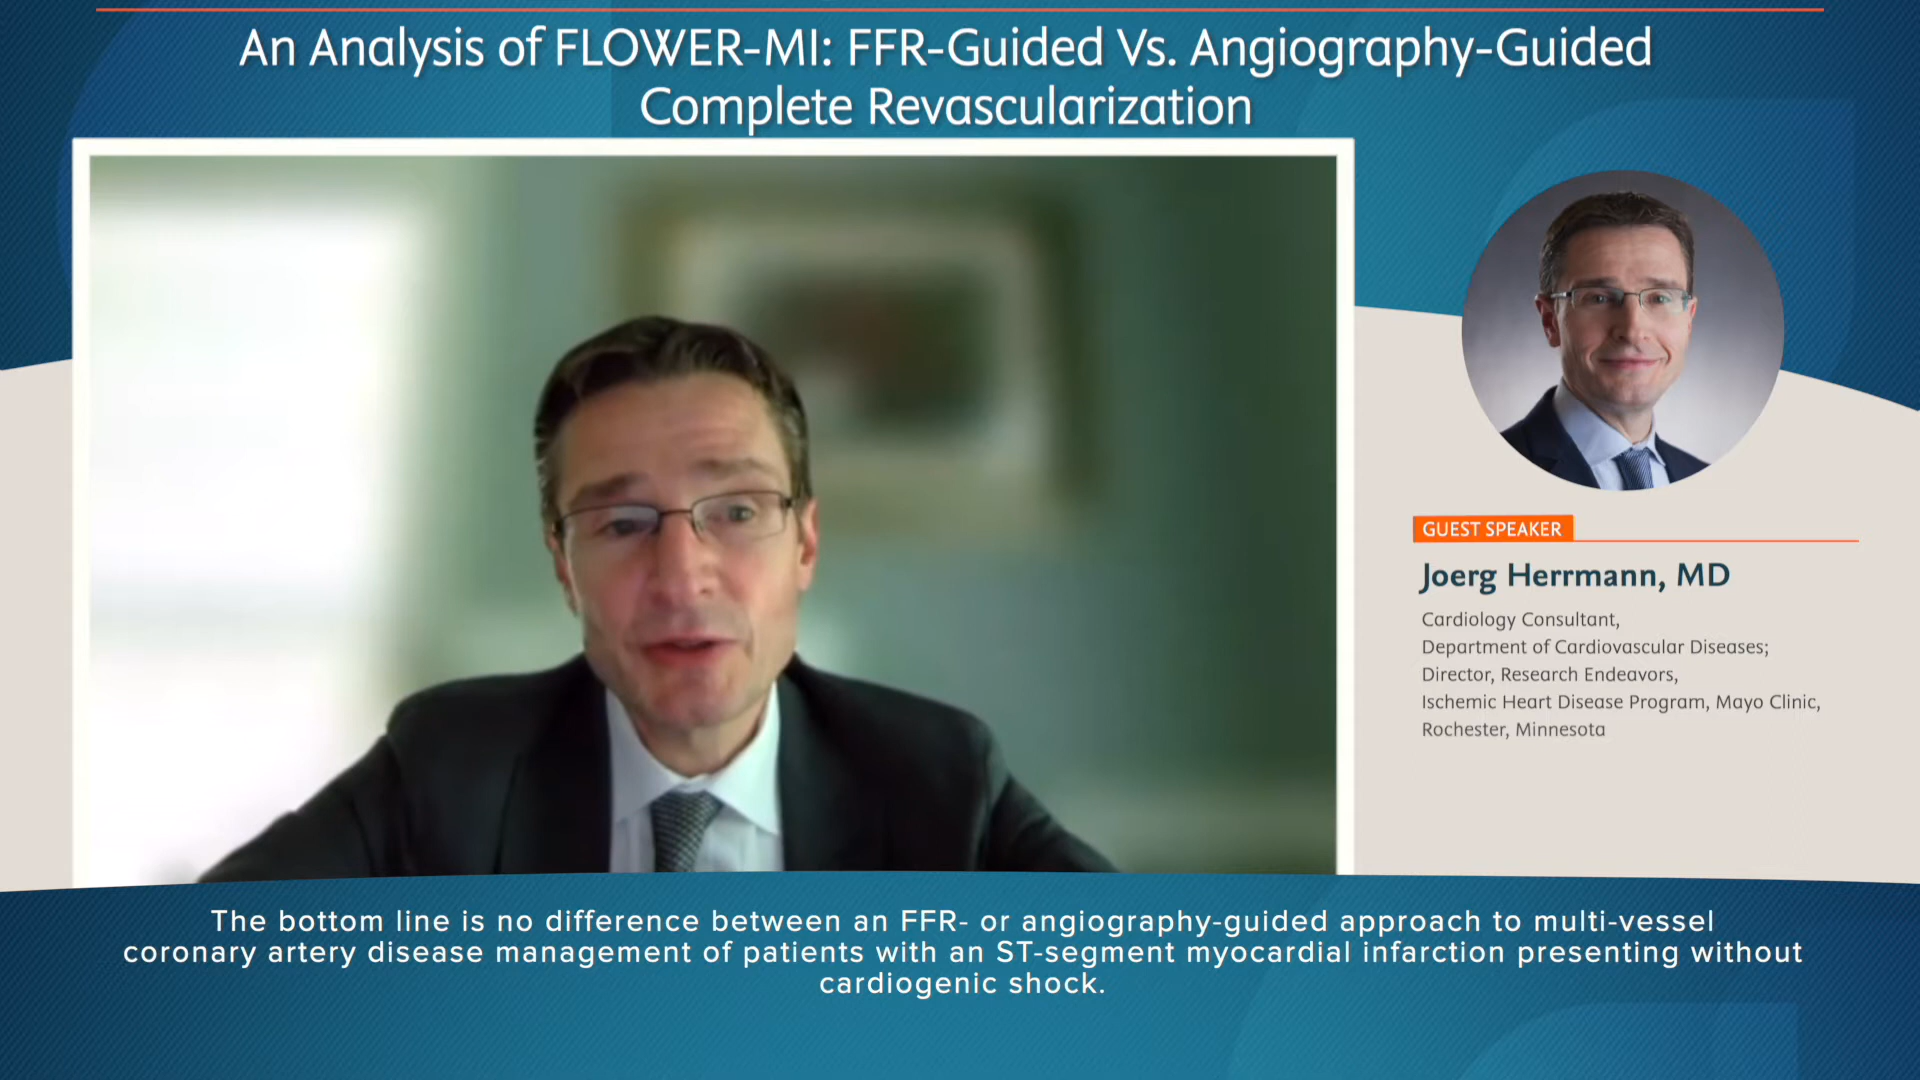 An Analysis of FLOWER-MI: FFR-Guided Vs. Angiography-Guided
Complete Revascularization
GUEST SPEAKER
Joerg Herrmann, MD
Cardiology Consultant,
Department of Cardiovascular Diseases;
Director, Research Endeavors,
Ischemic Heart Disease Program, Mayo Clinic,
Rochester, Minnesota
The bottom line is no difference between an FFR- or angiography-guided approach to multi-vessel
coronary artery disease management of patients with an ST-segment myocardial infarction presenting without
cardiogenic shock.